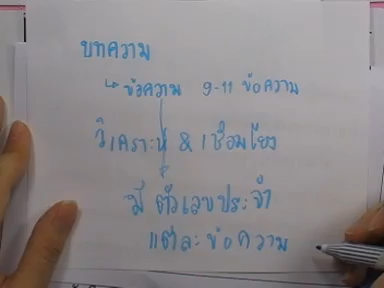 บทความ
↳ ข้อความ 9-11 ข้อความ
วิเคราะห์ & เชื่อมโยง
มีตัวเลขประจำ
แต่ละข้อความ